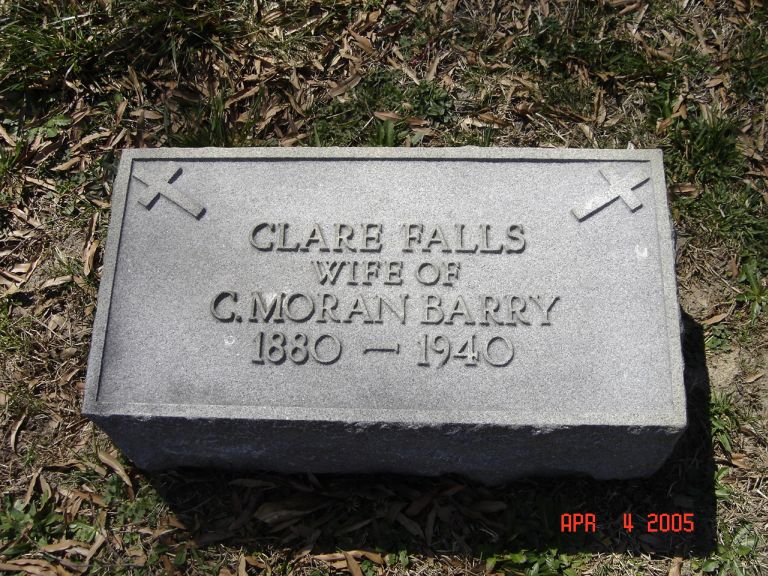 CLARE FALLS
WIFE OF
C. MORAN BARRY
1880 — 1940
APR 4 2005